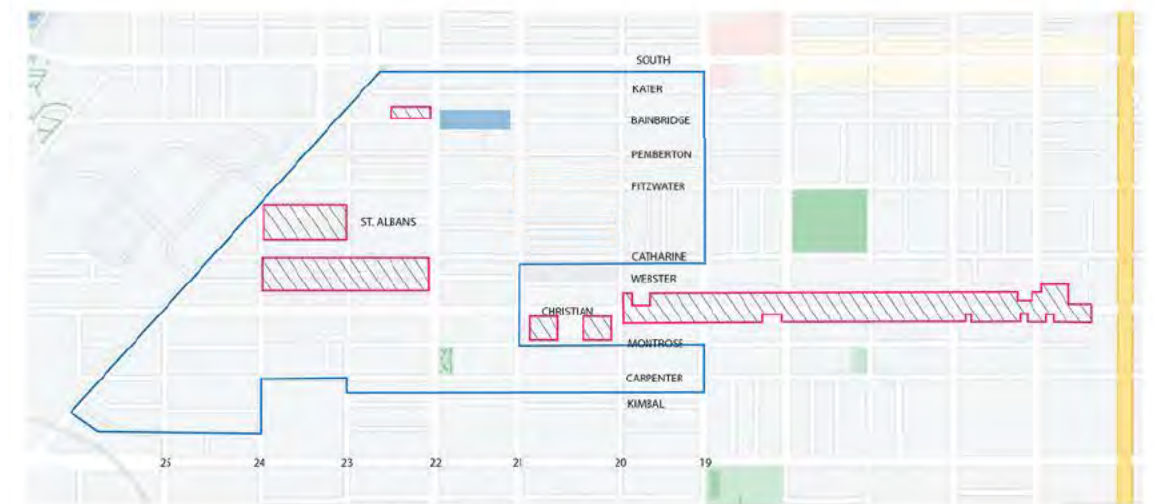 SOUTH
KATER
BAINBRIDGE
PEMBERTON
FITZWATER
ST. ALBANS
CATHARINE
WEBSTER
CHRISTIAN
MONTROSE
CARPENTER
KIMBAL
25 24 23 22 21 20 19